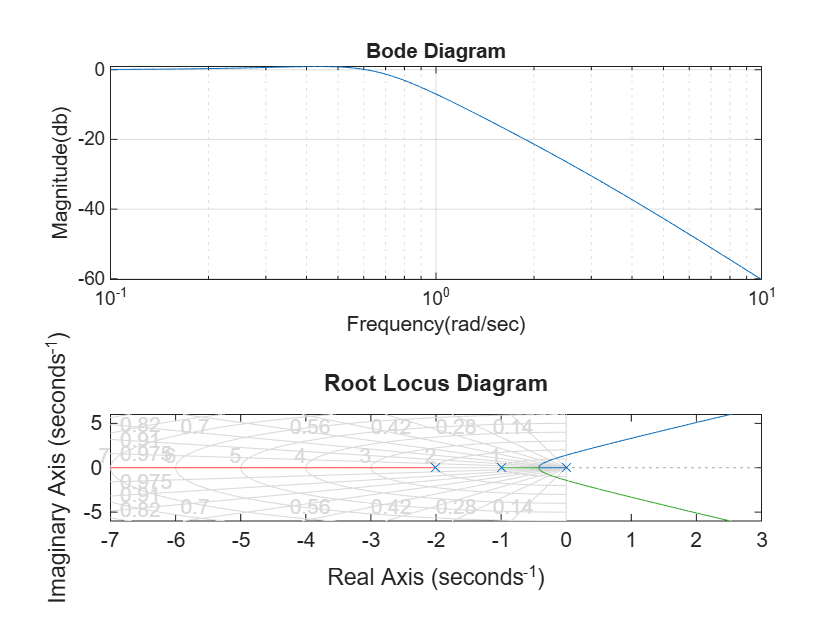 Bode Diagram
Magnitude(db)
0
-20
-40
-60
10-1 100 101
Frequency(rad/sec)
Root Locus Diagram
Imaginary Axis (seconds-1)
5
0
-5
0.82 0.7 0.56 0.42 0.28 0.14
0.91
0.975
7 6 5 4 3 2 1
0.975
0.91
0.82 0.7 0.56 0.42 0.28 0.14
-7 -6 -5 -4 -3 -2 -1 0 1 2 3
Real Axis (seconds-1)